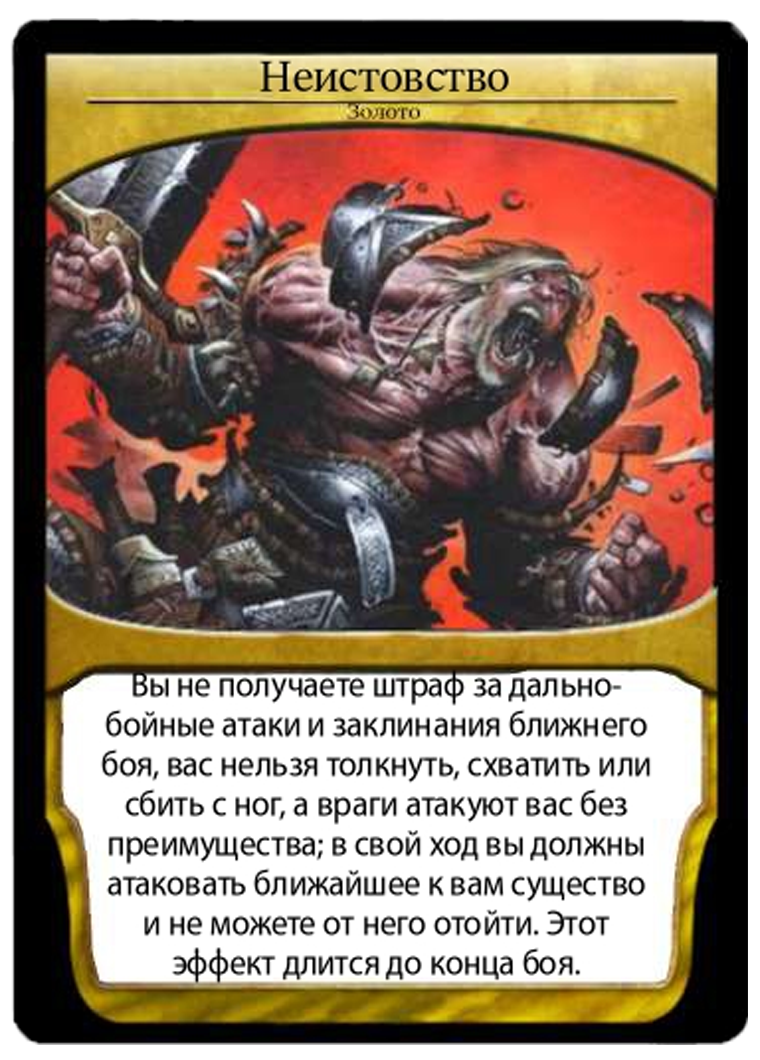 Неистовство
Золото
Вы не получаете штраф за дально-
бойные атаки и заклинания ближнего
боя, вас нельзя толкнуть, схватить или
сбить с ног, а враги атакуют вас без
преимущества; в свой ход вы должны
атаковать ближайшее к вам существо
и не можете от него отойти. Этот
эффект длится до конца боя.